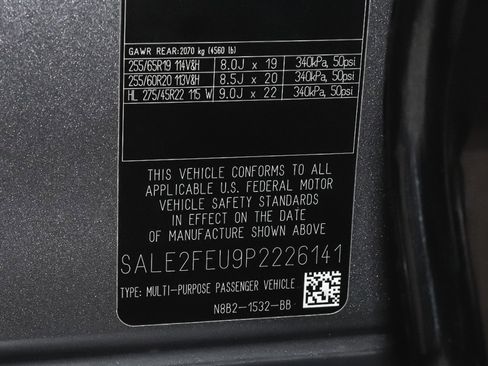 GAWR REAR: 2070 kg (4560 lb)
255/65R19 114V&H 8.0J x 19 340kPa, 50psi
255/60R20 113V&H 8.5J x 20 340kPa, 50psi
HL 275/45R22 115 W 9.0J x 22 340kPa, 50psi
THIS VEHICLE CONFORMS TO ALL
APPLICABLE U.S. FEDERAL MOTOR
VEHICLE SAFETY STANDARDS
IN EFFECT ON THE DATE
OF MANUFACTURE SHOWN ABOVE
SALE2FEU9P2226141
TYPE: MULTI-PURPOSE PASSENGER VEHICLE
N8B2-1532-BB